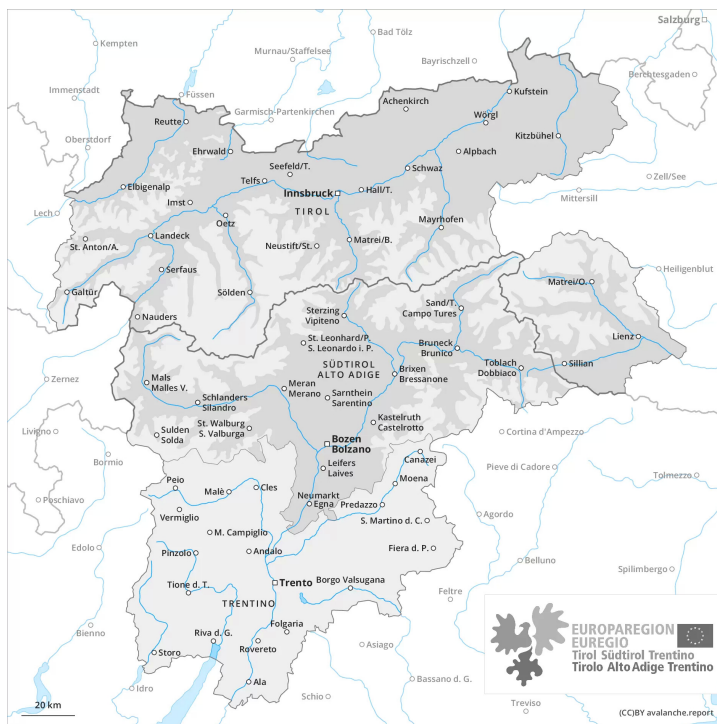 Salzburg
Kempten
Bad Tölz
Murnau/Staffelsee
Bayrischzell
Berchtesgaden
Immenstadt
Füssen
Garmisch-Partenkirchen
Achenkirch
Kufstein
Reutte
Wörgl
Oberstdorf
Ehrwald
Kitzbühel
Alpbach
Seefeld/T.
Telfs
Schwaz
Zell/See
Elbigenalp
Innsbruck
Hall/T.
Mittersill
Imst
TIROL
Lech
Oetz
Mayrhofen
St. Anton/A.
Landeck
Neustift/St.
Matrei/B.
Serfaus
Heiligenblut
Galtür
Sölden
Matrei/O.
Nauders
Sterzing
Vipiteno
Sand/T.
Campo Tures
Lienz
St. Leonhard/P.
S. Leonardo i. P.
Bruneck
Brunico
Toblach
Dobbiaco
Sillian
SÜDTIROL
ALTO ADIGE
Brixen
Bressanone
Zernez
Mals
Malles V.
Meran
Merano
Schlanders
Silandro
Sarnthein
Sarentino
Kastelruth
Castelrotto
St. Walburg
S. Valburga
Sulden
Solda
Livigno
Bozen
Bolzano
Cortina d'Ampezzo
Bormio
Leifers
Laives
Canazei
Pieve di Cadore
Tolmezzo
Peio
Malè
Cles
Moena
Poschiavo
Neumarkt
Egna
Predazzo
Vermiglio
S. Martino d. C.
Agordo
M. Campiglio
Edolo
Pinzolo
Andalo
Fiera d. P.
Belluno
Spilimbergo
Tione d. T.
Trento
Borgo Valsugana
Feltre
TRENTINO
Folgaria
Bienno
Riva d. G.
Rovereto
Asiago
Storo
Ala
Idro
Schio
Bassano d. G.
Treviso
EUROPAREGION
EUREGIO
Tirol Südtirol Trentino
Tirolo Alto Adige Trentino
20 km
(CC)BY avalanche.report